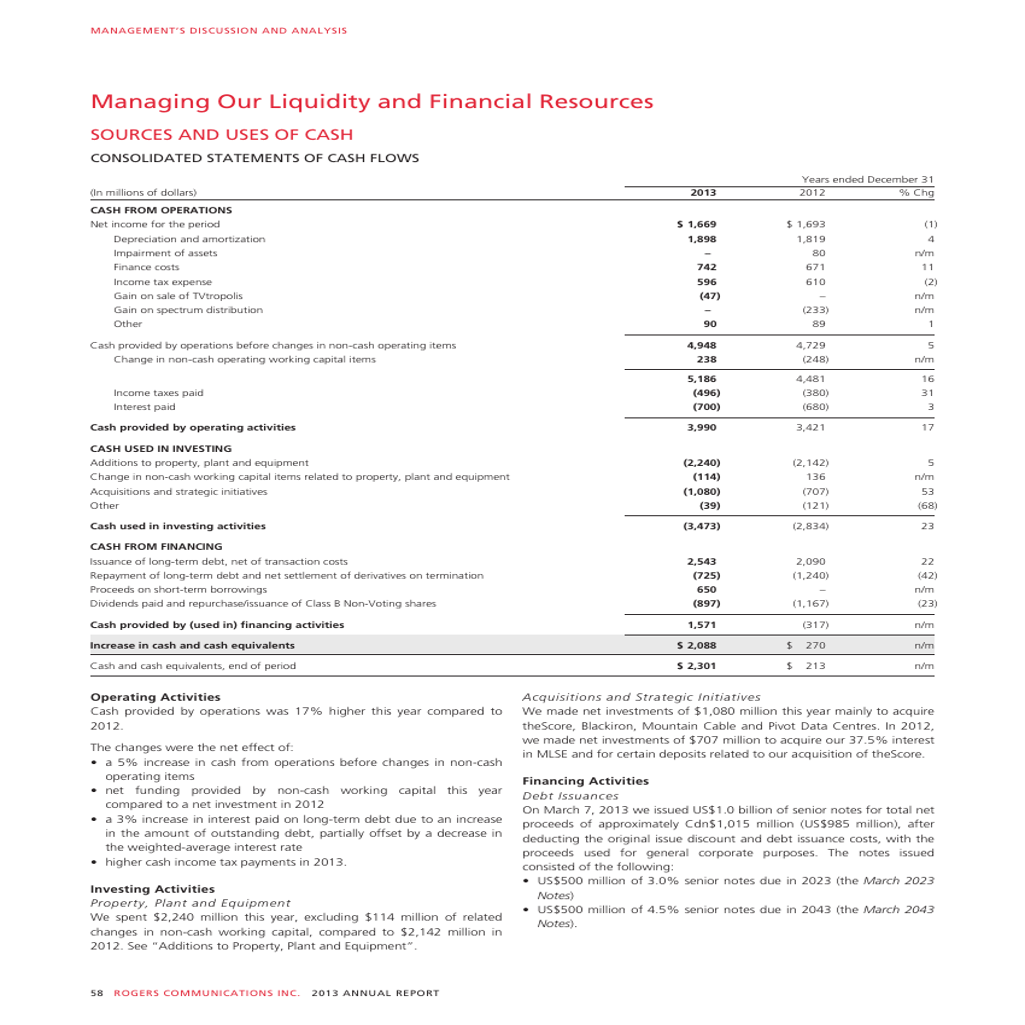 MANAGEMENT'S DISCUSSION AND ANALYSIS
Managing Our Liquidity and Financial Resources
SOURCES AND USES OF CASH
CONSOLIDATED STATEMENTS OF CASH FLOWS
Years ended December 31
(In millions of dollars) 2013 2012 % Chg
CASH FROM OPERATIONS
Net income for the period $ 1,669 $ 1,693 (1)
Depreciation and amortization 1,898 1,819 4
Impairment of assets – 80 n/m
Finance costs 742 671 11
Income tax expense 596 610 (2)
Gain on sale of TVtropolis (47) – n/m
Gain on spectrum distribution – (233) n/m
Other 90 89 1
Cash provided by operations before changes in non-cash operating items 4,948 4,729 5
Change in non-cash operating working capital items 238 (248) n/m
5,186 4,481 16
Income taxes paid (496) (380) 31
Interest paid (700) (680) 3
Cash provided by operating activities 3,990 3,421 17
CASH USED IN INVESTING
Additions to property, plant and equipment (2,240) (2,142) 5
Change in non-cash working capital items related to property, plant and equipment (114) 136 n/m
Acquisitions and strategic initiatives (1,080) (707) 53
Other (39) (121) (68)
Cash used in investing activities (3,473) (2,834) 23
CASH FROM FINANCING
Issuance of long-term debt, net of transaction costs 2,543 2,090 22
Repayment of long-term debt and net settlement of derivatives on termination (725) (1,240) (42)
Proceeds on short-term borrowings 650 – n/m
Dividends paid and repurchase/issuance of Class B Non-Voting shares (897) (1,167) (23)
Cash provided by (used in) financing activities 1,571 (317) n/m
Increase in cash and cash equivalents $ 2,088 $ 270 n/m
Cash and cash equivalents, end of period $ 2,301 $ 213 n/m
Operating Activities
Cash provided by operations was 17% higher this year compared to
2012.
The changes were the net effect of:
• a 5% increase in cash from operations before changes in non-cash
operating items
• net funding provided by non-cash working capital this year
compared to a net investment in 2012
• a 3% increase in interest paid on long-term debt due to an increase
in the amount of outstanding debt, partially offset by a decrease in
the weighted-average interest rate
• higher cash income tax payments in 2013.
Investing Activities
Property, Plant and Equipment
We spent $2,240 million this year, excluding $114 million of related
changes in non-cash working capital, compared to $2,142 million in
2012. See "Additions to Property, Plant and Equipment".
Acquisitions and Strategic Initiatives
We made net investments of $1,080 million this year mainly to acquire
theScore, Blackiron, Mountain Cable and Pivot Data Centres. In 2012,
we made net investments of $707 million to acquire our 37.5% interest
in MLSE and for certain deposits related to our acquisition of theScore.
Financing Activities
Debt Issuances
On March 7, 2013 we issued US$1.0 billion of senior notes for total net
proceeds of approximately Cdn$1,015 million (US$985 million), after
deducting the original issue discount and debt issuance costs, with the
proceeds used for general corporate purposes. The notes issued
consisted of the following:
• US$500 million of 3.0% senior notes due in 2023 (the March 2023
Notes)
• US$500 million of 4.5% senior notes due in 2043 (the March 2043
Notes).
58 ROGERS COMMUNICATIONS INC. 2013 ANNUAL REPORT